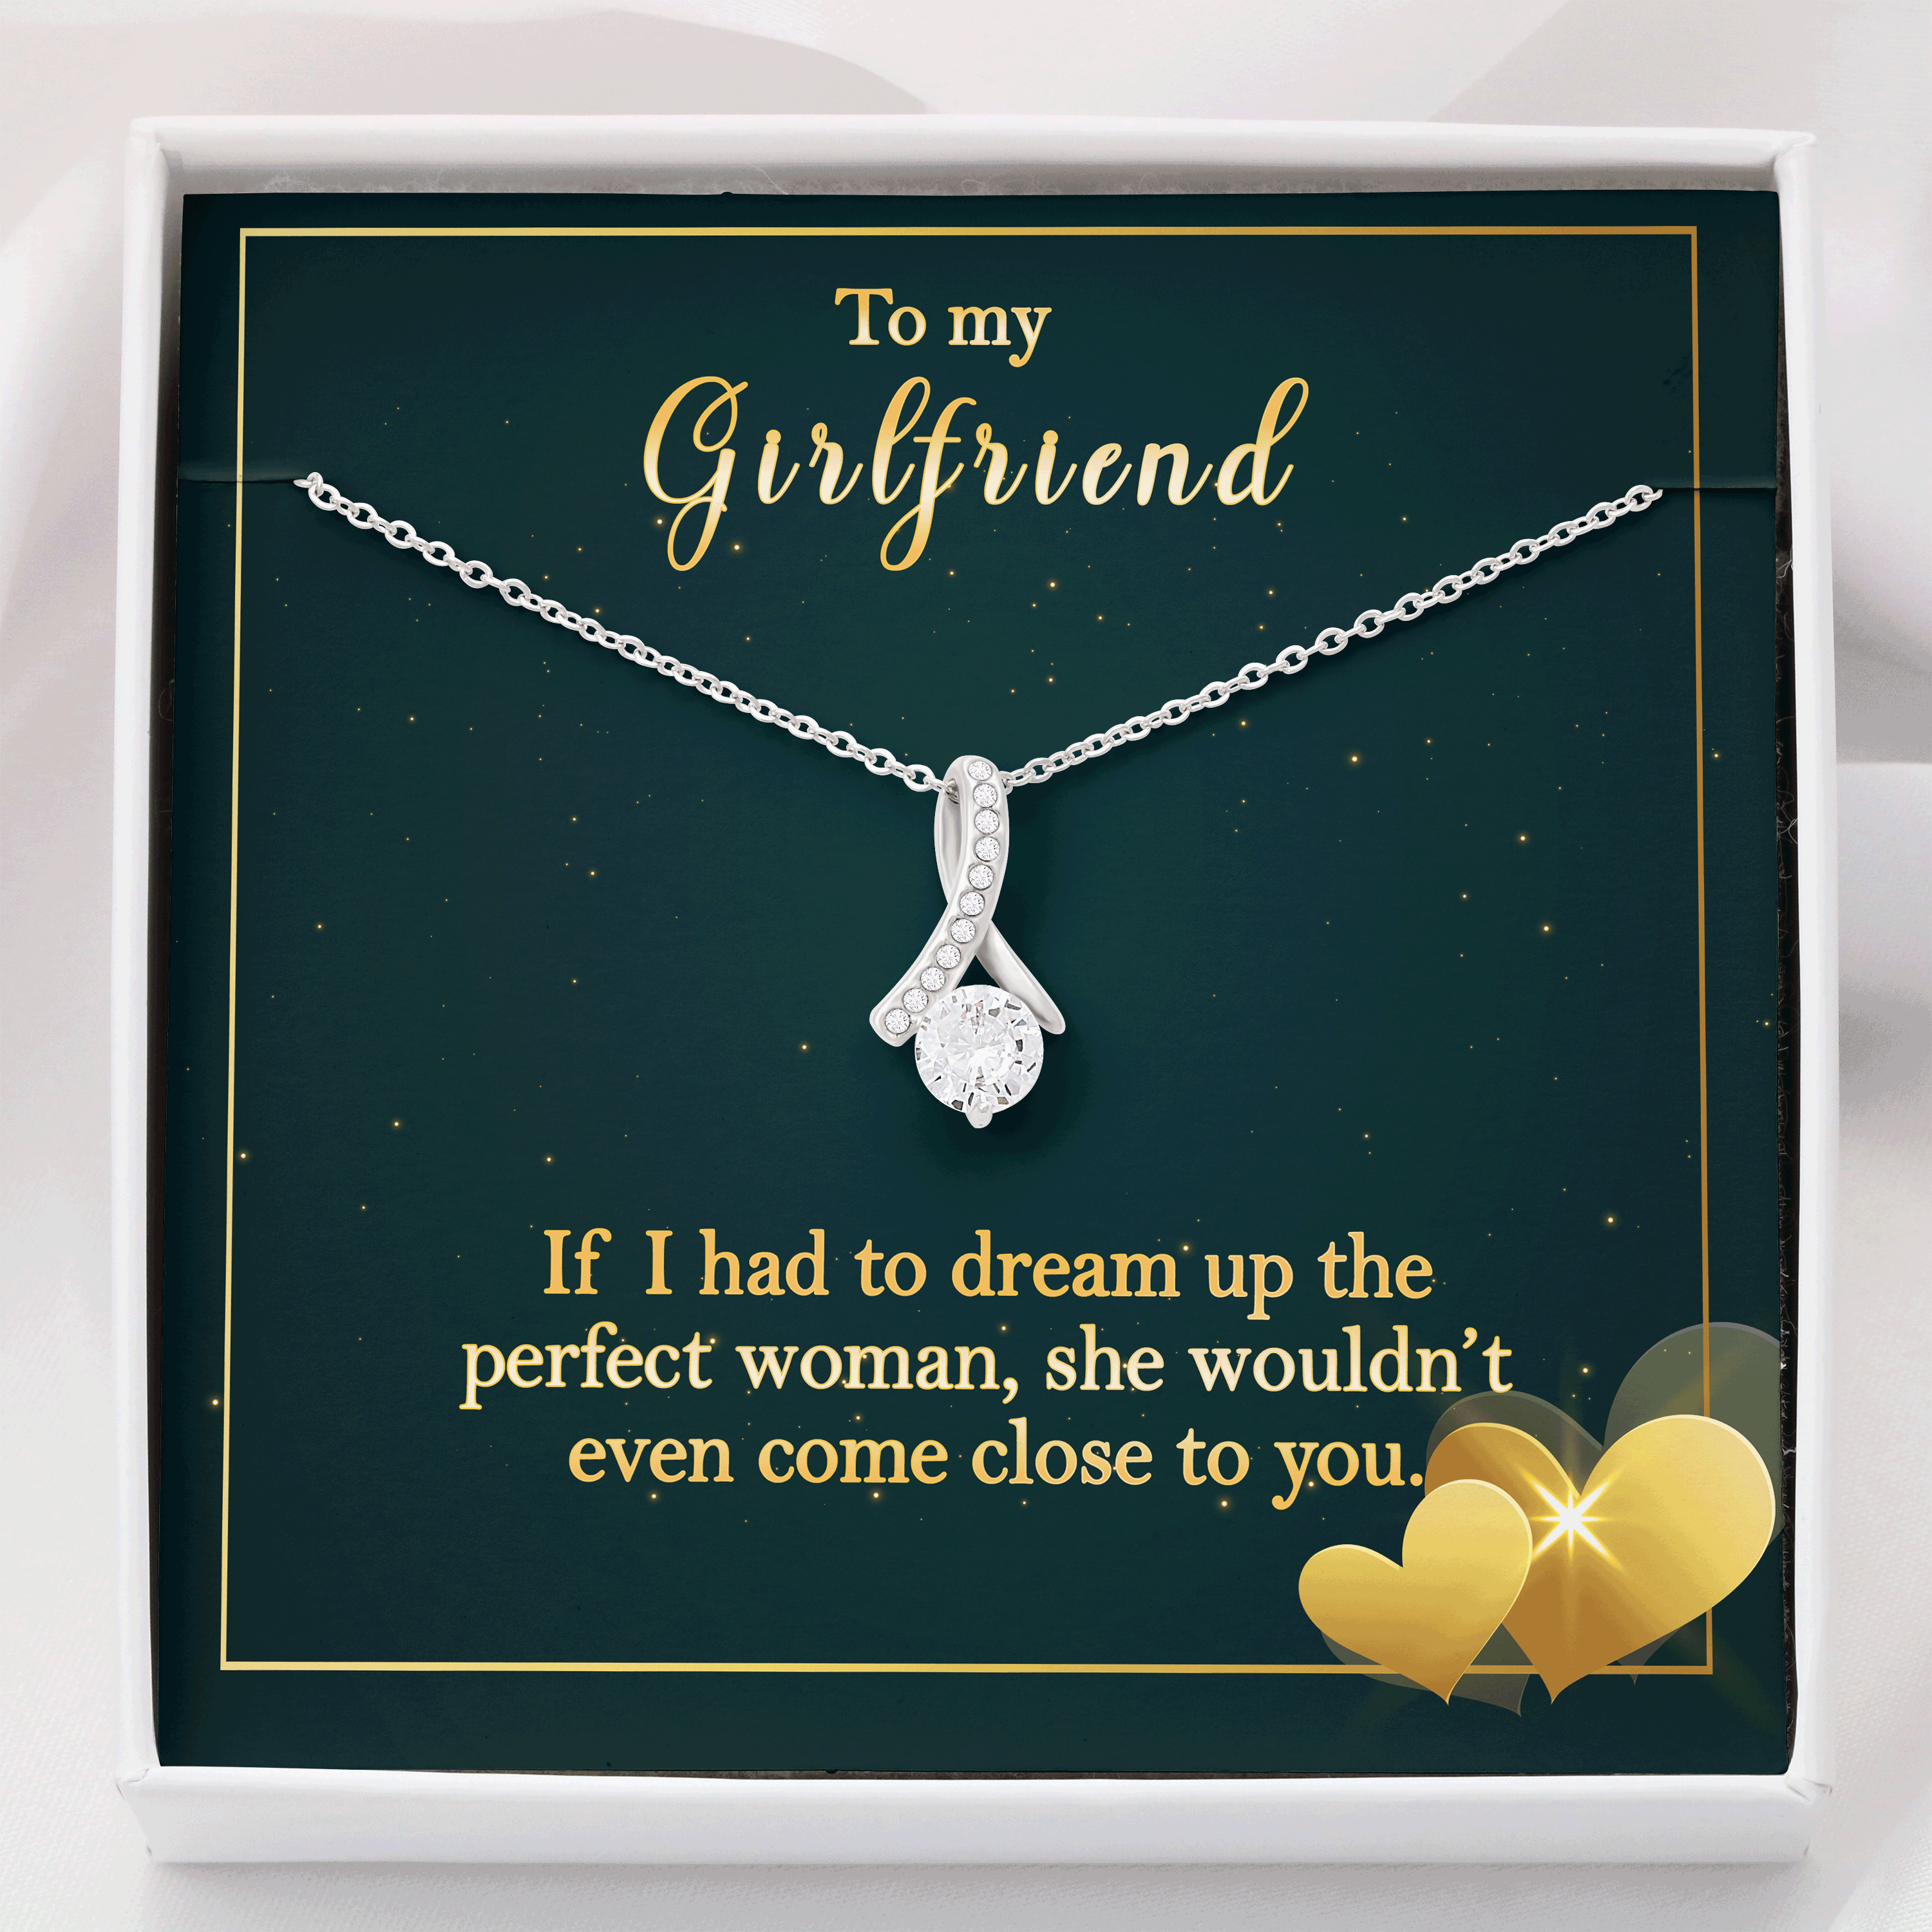 To my
Girlfriend
If I had to dream up the
perfect woman, she wouldn’t
even come close to you.